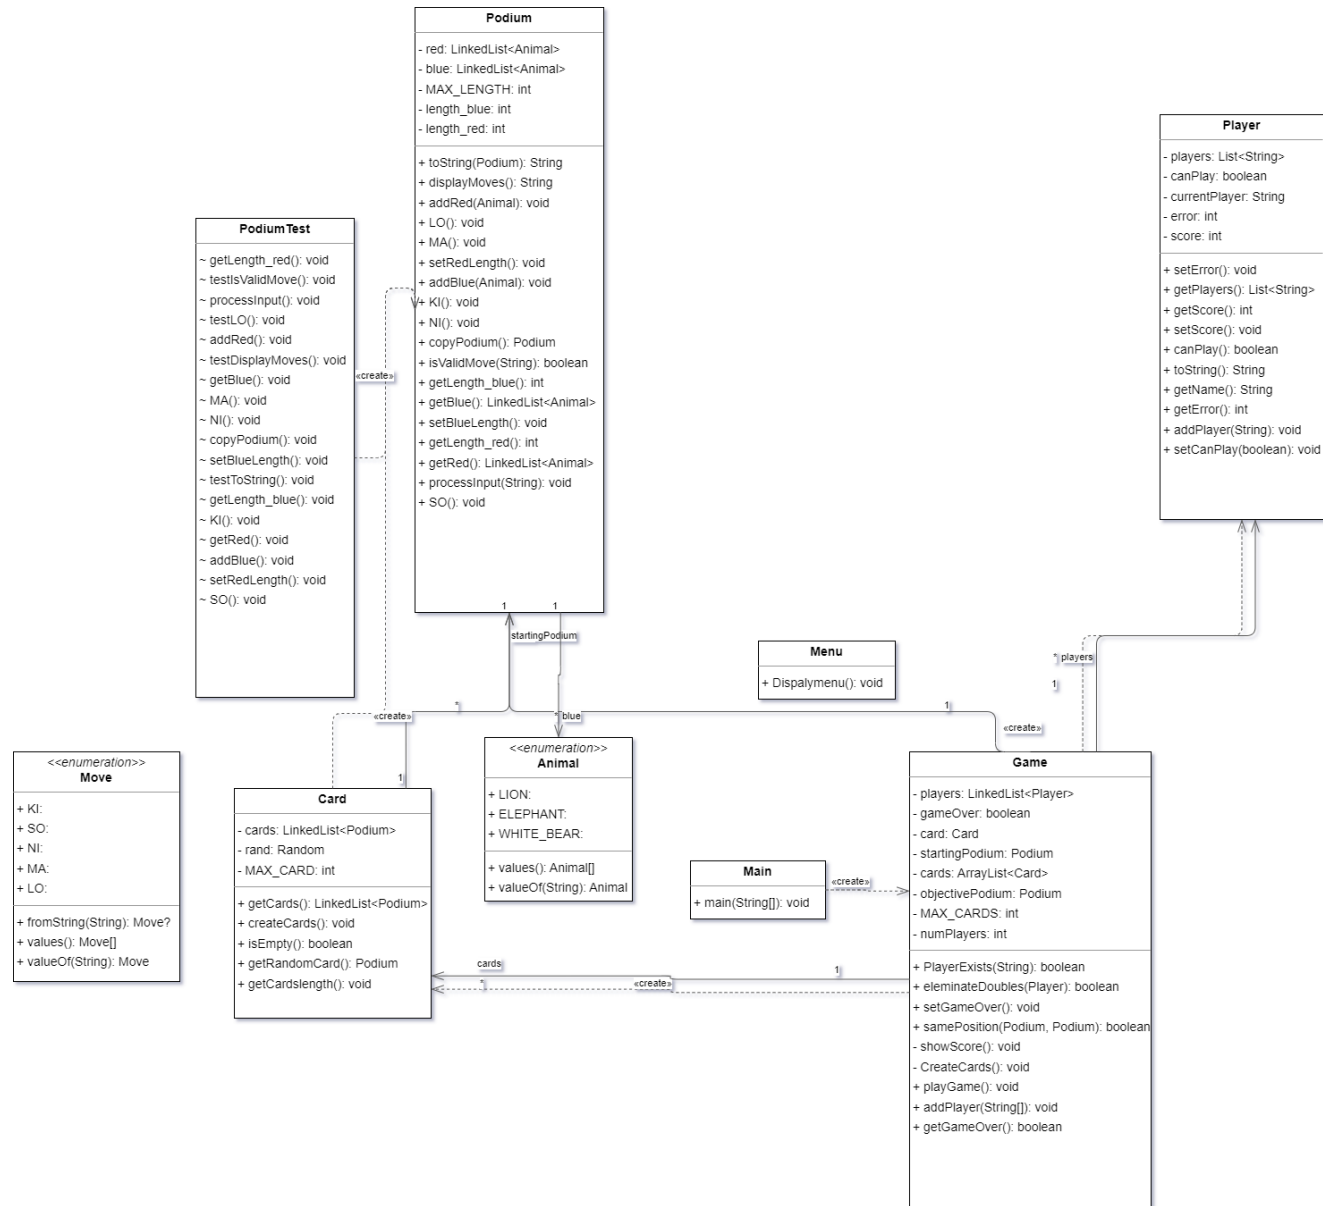 Podium
- red: LinkedList<Animal>
- blue: LinkedList<Animal>
- MAX_LENGTH: int
- length_blue: int
- length_red: int
+ toString(Podium): String
+ displayMoves(): String
+ addRed(Animal): void
+ LO(): void
+ MA(): void
+ setRedLength(): void
+ addBlue(Animal): void
+ KI(): void
+ NI(): void
+ copyPodium(): Podium
+ isValidMove(String): boolean
+ getLength_blue(): int
+ getBlue(): LinkedList<Animal>
+ setBlueLength(): void
+ getLength_red(): int
+ getRed(): LinkedList<Animal>
+ processInput(String): void
+ SO(): void
Player
- players: List<String>
- canPlay: boolean
- currentPlayer: String
- error: int
- score: int
+ setError(): void
+ getPlayers(): List<String>
+ getScore(): int
+ setScore(): void
+ canPlay(): boolean
+ toString(): String
+ getName(): String
+ getError(): int
+ addPlayer(String): void
+ setCanPlay(boolean): void
PodiumTest
~ getLength_red(): void
~ testIsValidMove(): void
~ processInput(): void
~ testLO(): void
~ addRed(): void
~ testDisplayMoves(): void
~ getBlue(): void
~ MA(): void
~ NI(): void
~ copyPodium(): void
~ setBlueLength(): void
~ testToString(): void
~ getLength_blue(): void
~ KI(): void
~ getRed(): void
~ addBlue(): void
~ setRedLength(): void
~ SO(): void
«create»
1
1
startingPodium
Menu
+ Dispalymenu(): void
* players
1
*
1
«create»
* blue
«create»
1
<<enumeration>>
Move
+ KI:
+ SO:
+ NI:
+ MA:
+ LO:
+ fromString(String): Move?
+ values(): Move[]
+ valueOf(String): Move
Card
- cards: LinkedList<Podium>
- rand: Random
- MAX_CARD: int
+ getCards(): LinkedList<Podium>
+ createCards(): void
+ isEmpty(): boolean
+ getRandomCard(): Podium
+ getCardslength(): void
<<enumeration>>
Animal
+ LION:
+ ELEPHANT:
+ WHITE_BEAR:
+ values(): Animal[]
+ valueOf(String): Animal
Main
+ main(String[]): void
«create»
Game
- players: LinkedList<Player>
- gameOver: boolean
- card: Card
- startingPodium: Podium
- cards: ArrayList<Card>
- objectivePodium: Podium
- MAX_CARDS: int
- numPlayers: int
+ PlayerExists(String): boolean
+ eleminateDoubles(Player): boolean
+ setGameOver(): void
+ samePosition(Podium, Podium): boolean
- showScore(): void
- CreateCards(): void
+ playGame(): void
+ addPlayer(String[]): void
+ getGameOver(): boolean
cards
1
*
«create»